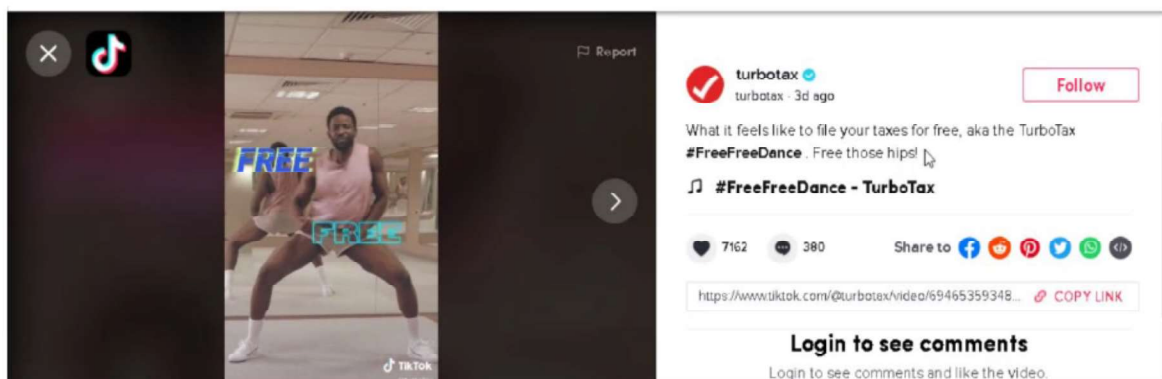 Report
FREE
FREE
TikTok
turbotax
turbotax · 3d ago
Follow
What it feels like to file your taxes for free, aka the TurboTax
#FreeFreeDance . Free those hips!
#FreeFreeDance - TurboTax
7162
380
Share to
https://www.tiktok.com/@turbotax/video/69465359348...
COPY LINK
Login to see comments
Login to see comments and like the video.